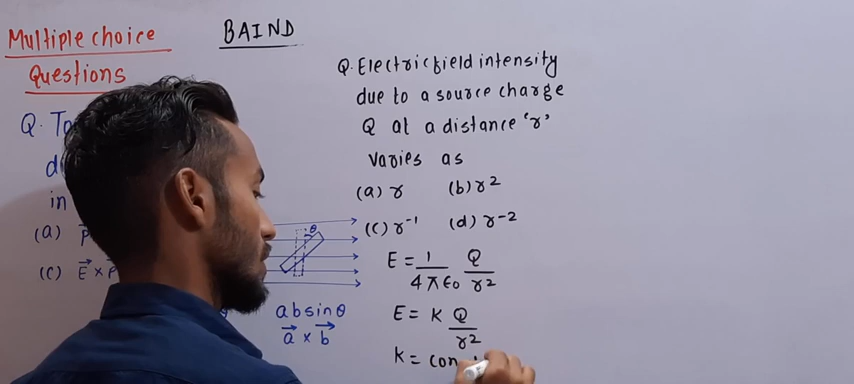 Multiple choice
Questions
BAIND
Q. To
d
in
(a) P
(c) E × P
θ
absinθ
a × b
Q. Electric field intensity
due to a source charge
Q at a distance 'r'
varies as
(a) r (b) r2
(c) r-1 (d) r-2
E = 1/4πϵ0 Q/r2
E = K Q/r2
K = con